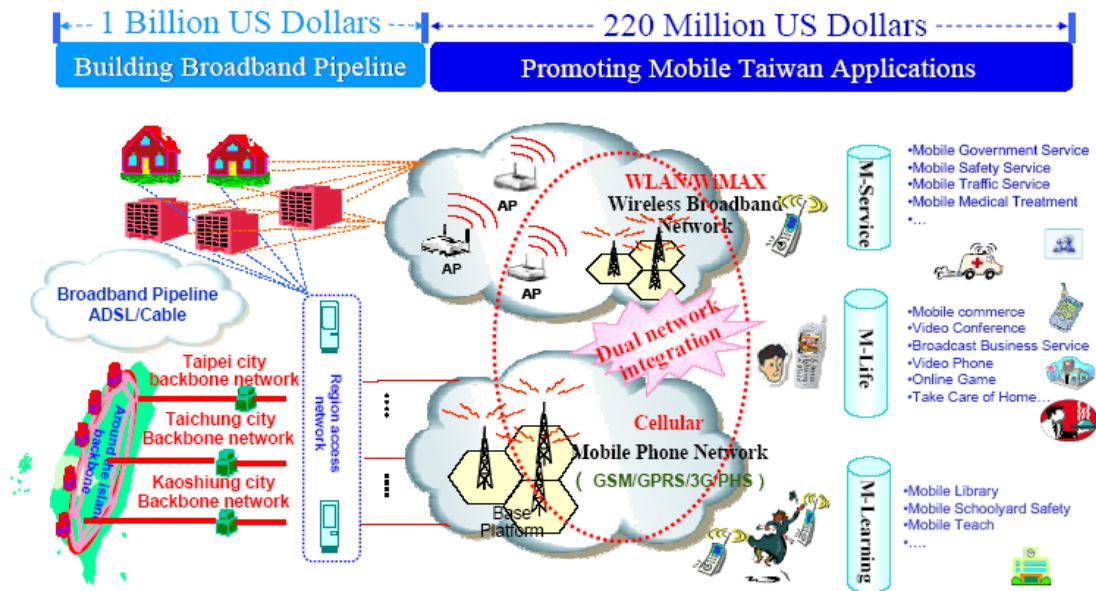 1 Billion US Dollars
220 Million US Dollars
Building Broadband Pipeline
Promoting Mobile Taiwan Applications
WLAN/WiMAX
Wireless Broadband
Network
AP
AP
AP
Broadband Pipeline
ADSL/Cable
Taipei city
backbone network
Taichung city
Backbone network
Kaoshiung city
Backbone network
Around the island
backbone
Region access
network
Dual network
integration
Cellular
Mobile Phone Network
( GSM/GPRS/3G/PHS )
Base
Platform
M-Service
•Mobile Government Service
•Mobile Safety Service
•Mobile Traffic Service
•Mobile Medical Treatment
•…
M-Life
•Mobile commerce
•Video Conference
•Broadcast Business Service
•Video Phone
•Online Game
•Take Care of Home…
M-Learning
•Mobile Library
•Mobile Schoolyard Safety
•Mobile Teach
•….